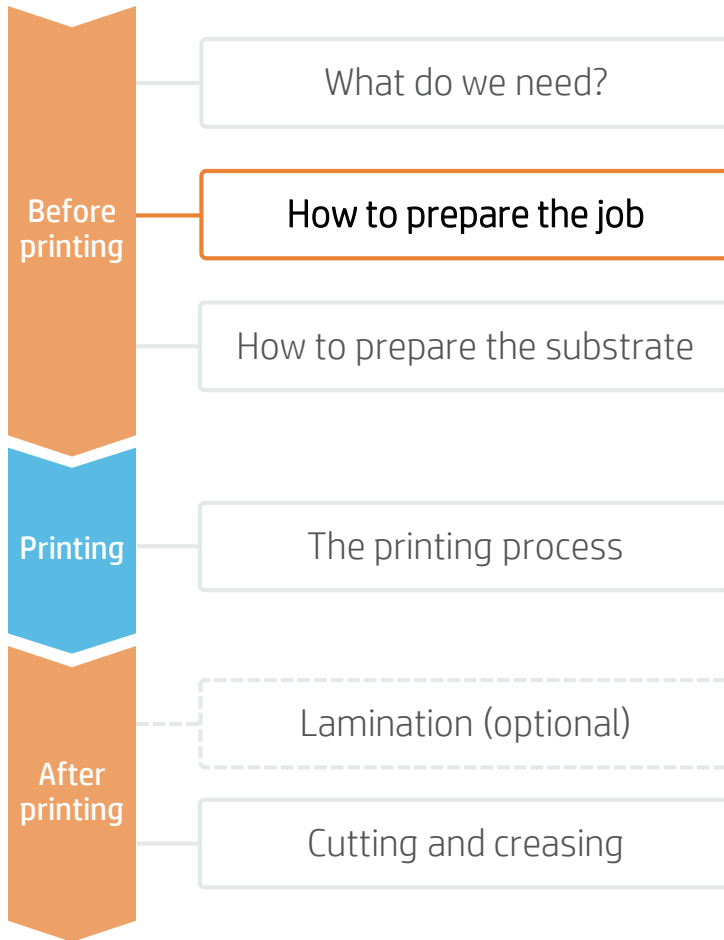 What do we need?
Before
printing
How to prepare the job
How to prepare the substrate
Printing
The printing process
Lamination (optional)
After
printing
Cutting and creasing